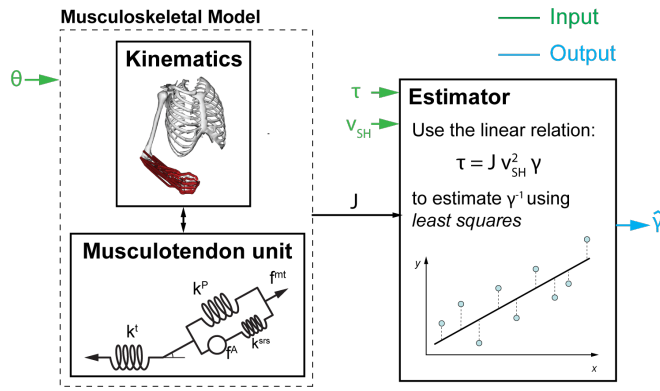 Musculoskeletal Model
Input
Output
θ
Kinematics
τ
v_SH
Estimator
Use the linear relation:
τ = J v²_SH γ
to estimate γ⁻¹ using
least squares
J
γ̂
Musculotendon unit
k^P
f^mt
k^t
f^A
k^srs
y
x